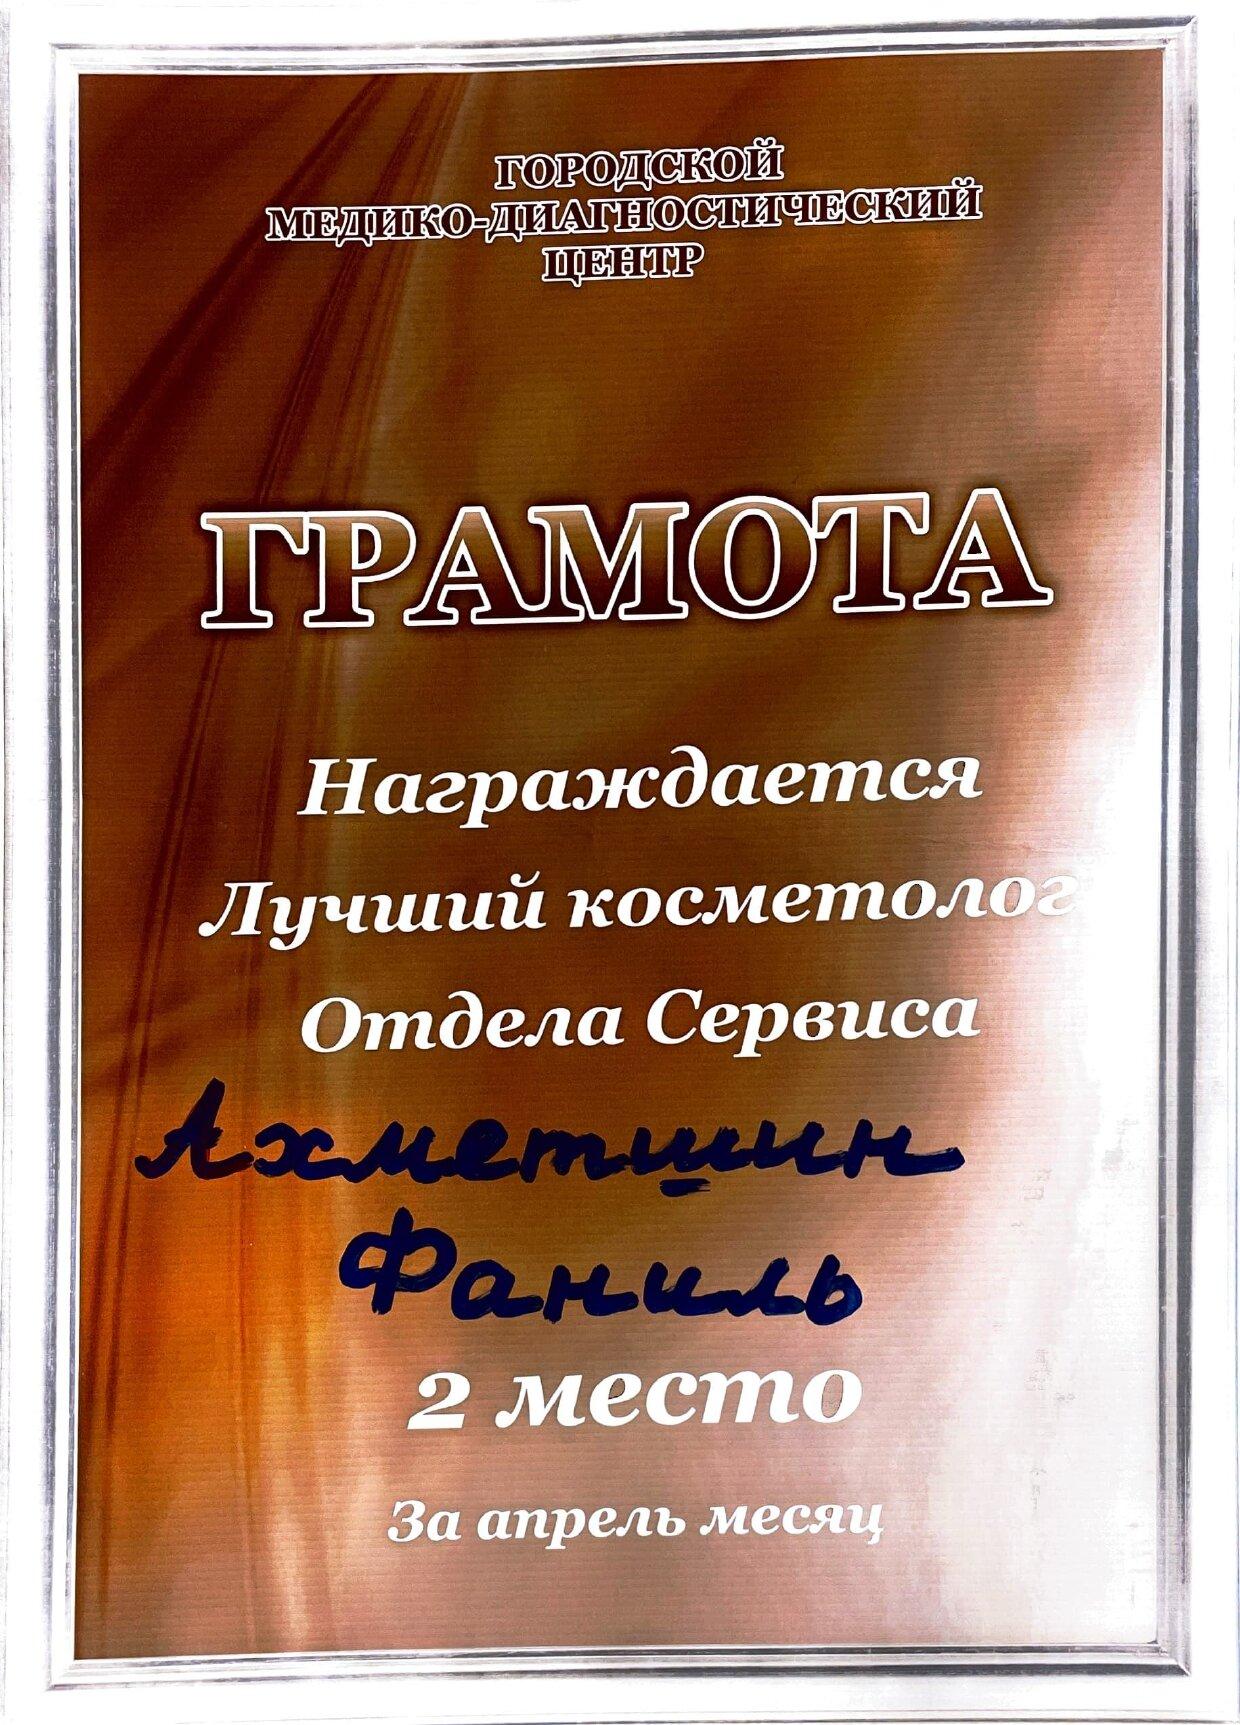 ГОРОДСКОЙ
МЕДИКО-ДИАГНОСТИЧЕСКИЙ
ЦЕНТР
ГРАМОТА
Награждается
Лучший косметолог
Отдела Сервиса
Ахметшин
Фаниль
2 место
За апрель месяц